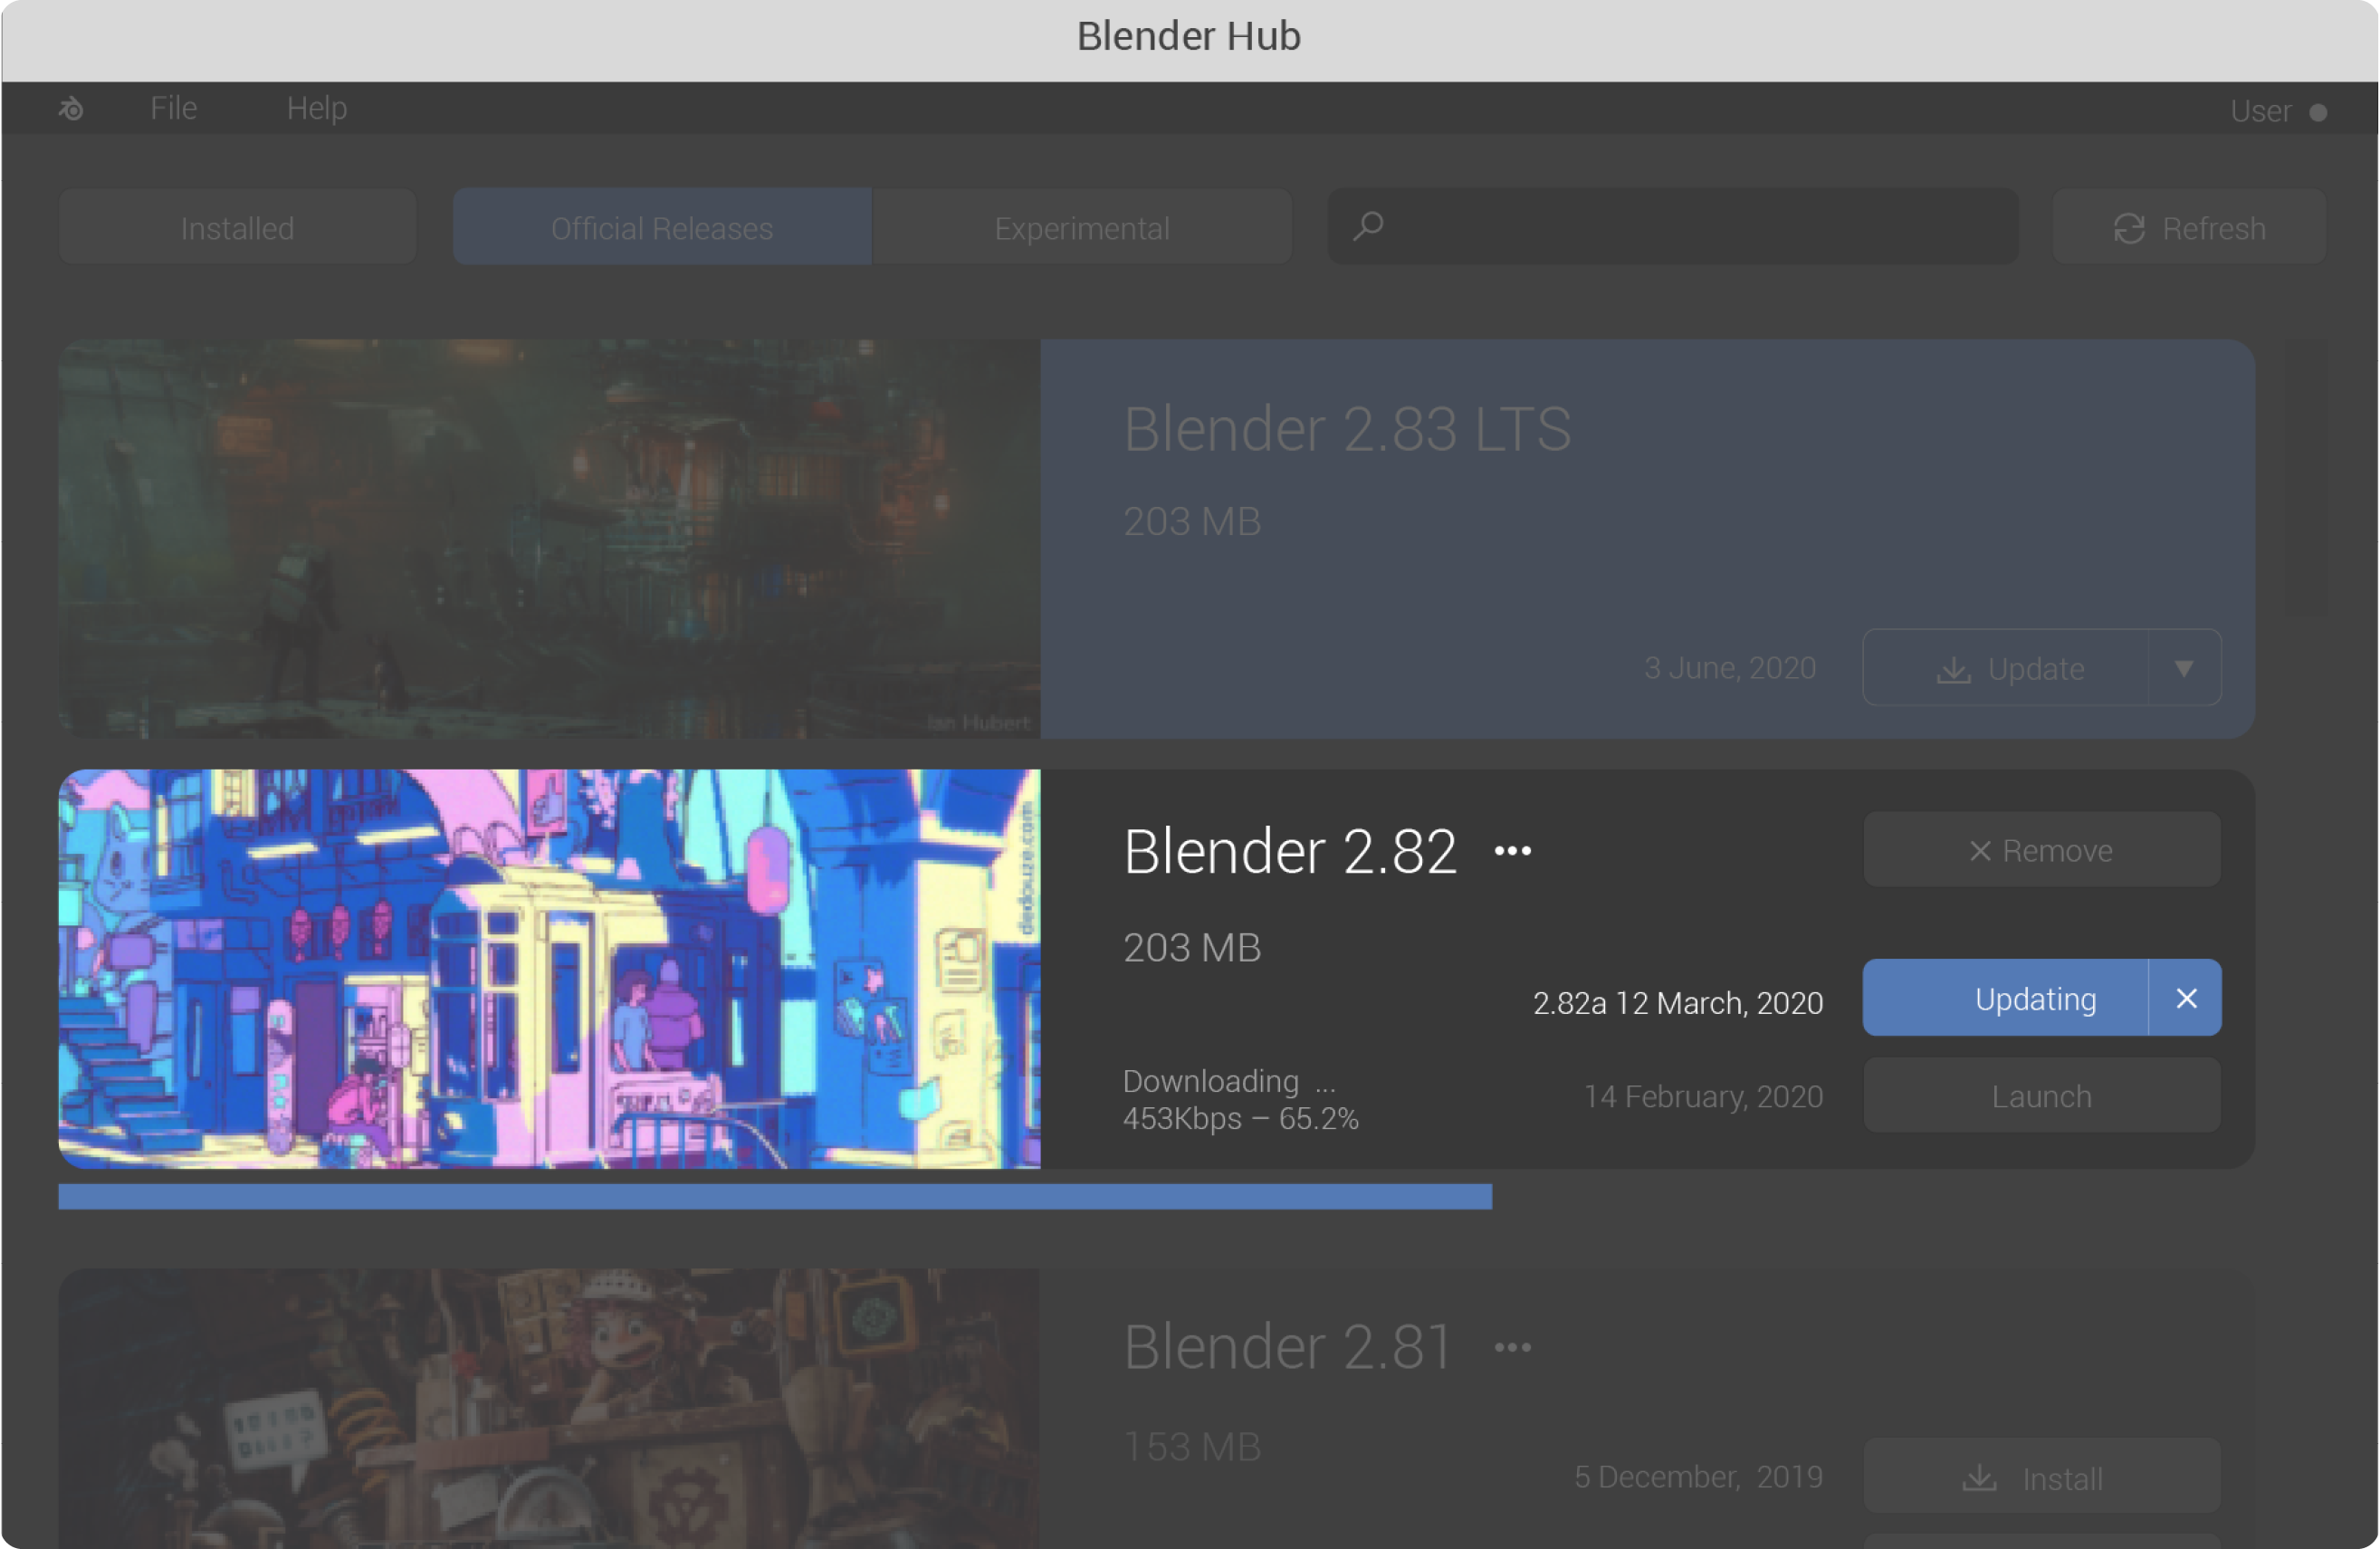 Blender Hub
File Help User
Installed Official Releases Experimental Refresh
Blender 2.83 LTS
203 MB
3 June, 2020 Update
Ian Hubert
dedouze.com
Blender 2.82 ••• Remove
203 MB
2.82a 12 March, 2020 Updating
Downloading ...
14 February, 2020 Launch
453Kbps – 65.2%
Blender 2.81 •••
153 MB
5 December, 2019 Install